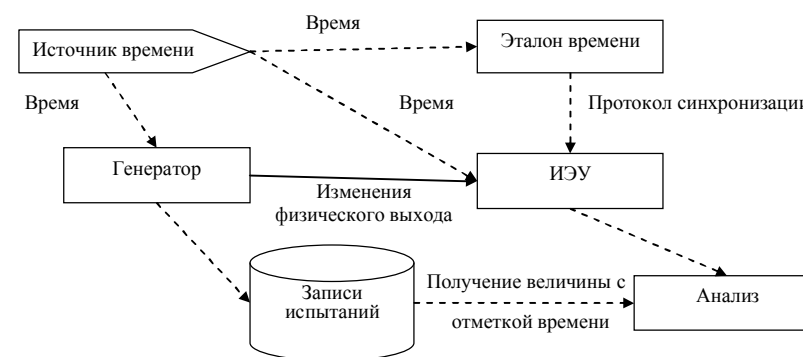 Время
Источник времени
Эталон времени
Время
Время
Протокол синхронизации
Генератор
ИЭУ
Изменения
физического выхода
Записи
испытаний
Получение величины с
отметкой времени
Анализ